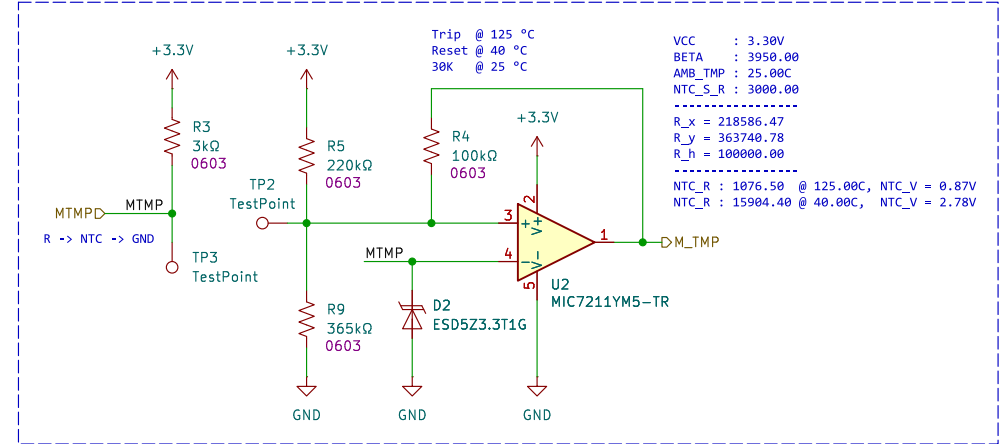 Trip @ 125 °C
Reset @ 40 °C
30K @ 25 °C
VCC : 3.30V
BETA : 3950.00
AMB_TMP : 25.00C
NTC_S_R : 3000.00
------------------
R_x = 218586.47
R_y = 363740.78
R_h = 100000.00
------------------
NTC_R : 1076.50 @ 125.00C, NTC_V = 0.87V
NTC_R : 15904.40 @ 40.00C, NTC_V = 2.78V
+3.3V
R3
3kΩ
0603
MTMP
MTMP
R -> NTC -> GND
TP3
TestPoint
+3.3V
R5
220kΩ
0603
TP2
TestPoint
R4
100kΩ
0603
+3.3V
2
3
+
V+
1
M_TMP
MTMP
4
-
V-
5
U2
MIC7211YM5-TR
R9
365kΩ
0603
D2
ESD5Z3.3T1G
GND
GND
GND